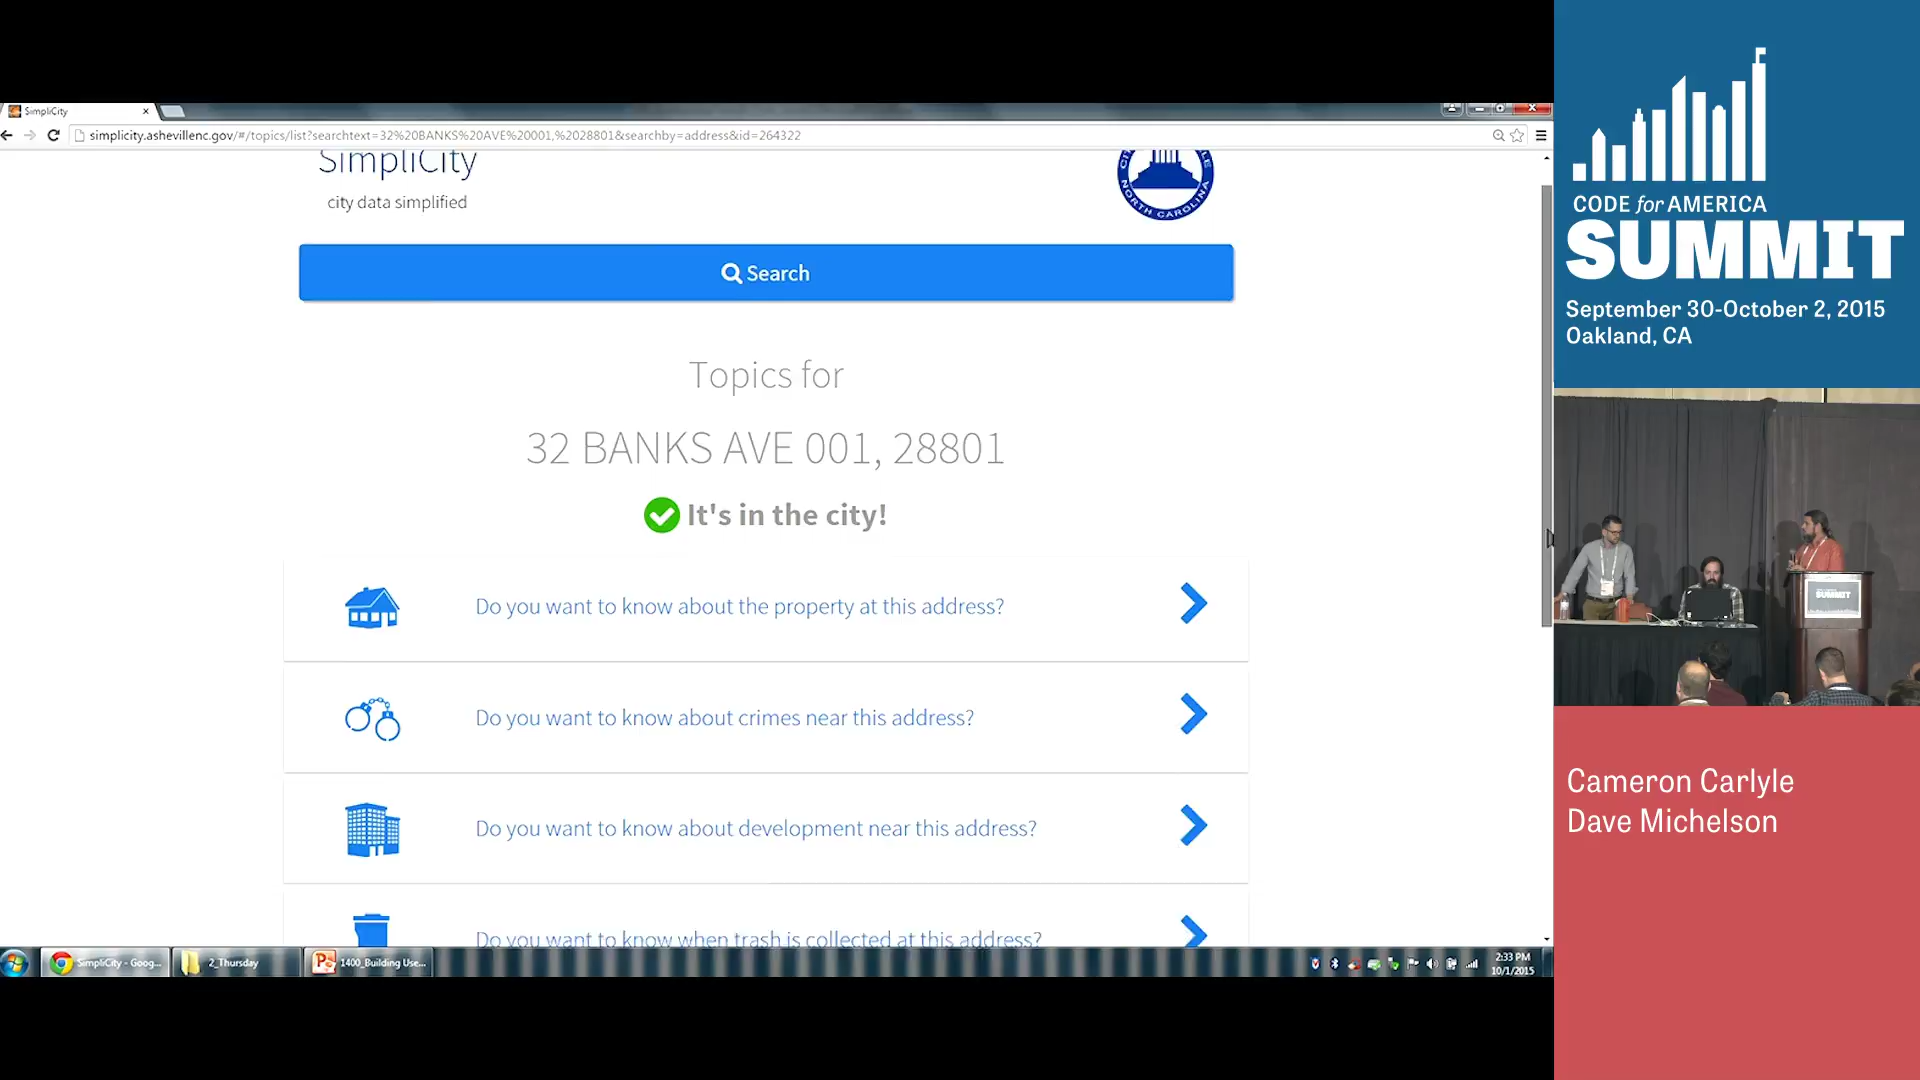 SimpliCity
simplicity.ashevillenc.gov/#/topics/list?searchtext=32%20BANKS%20AVE%20001,%2028801&searchby=address&id=264322
SimpliCity
city data simplified
NORTH CAROLINA
Search
Topics for
32 BANKS AVE 001, 28801
It's in the city!
Do you want to know about the property at this address?
Do you want to know about crimes near this address?
Do you want to know about development near this address?
Do you want to know when trash is collected at this address?
SimpliCity - Goog...
2_Thursday
1400_Building Use...
2:33 PM
10/1/2015
CODE for AMERICA
SUMMIT
September 30-October 2, 2015
Oakland, CA
SUMMIT
Cameron Carlyle
Dave Michelson